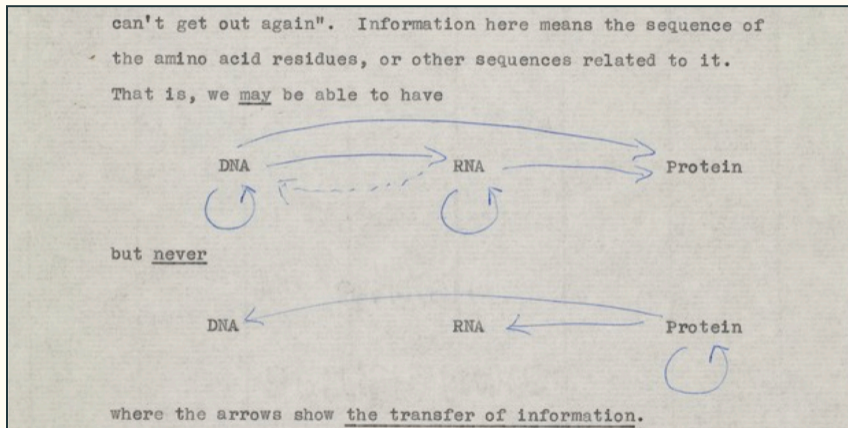 can't get out again". Information here means the sequence of
the amino acid residues, or other sequences related to it.
That is, we may be able to have
DNA RNA Protein
but never
DNA RNA Protein
where the arrows show the transfer of information.